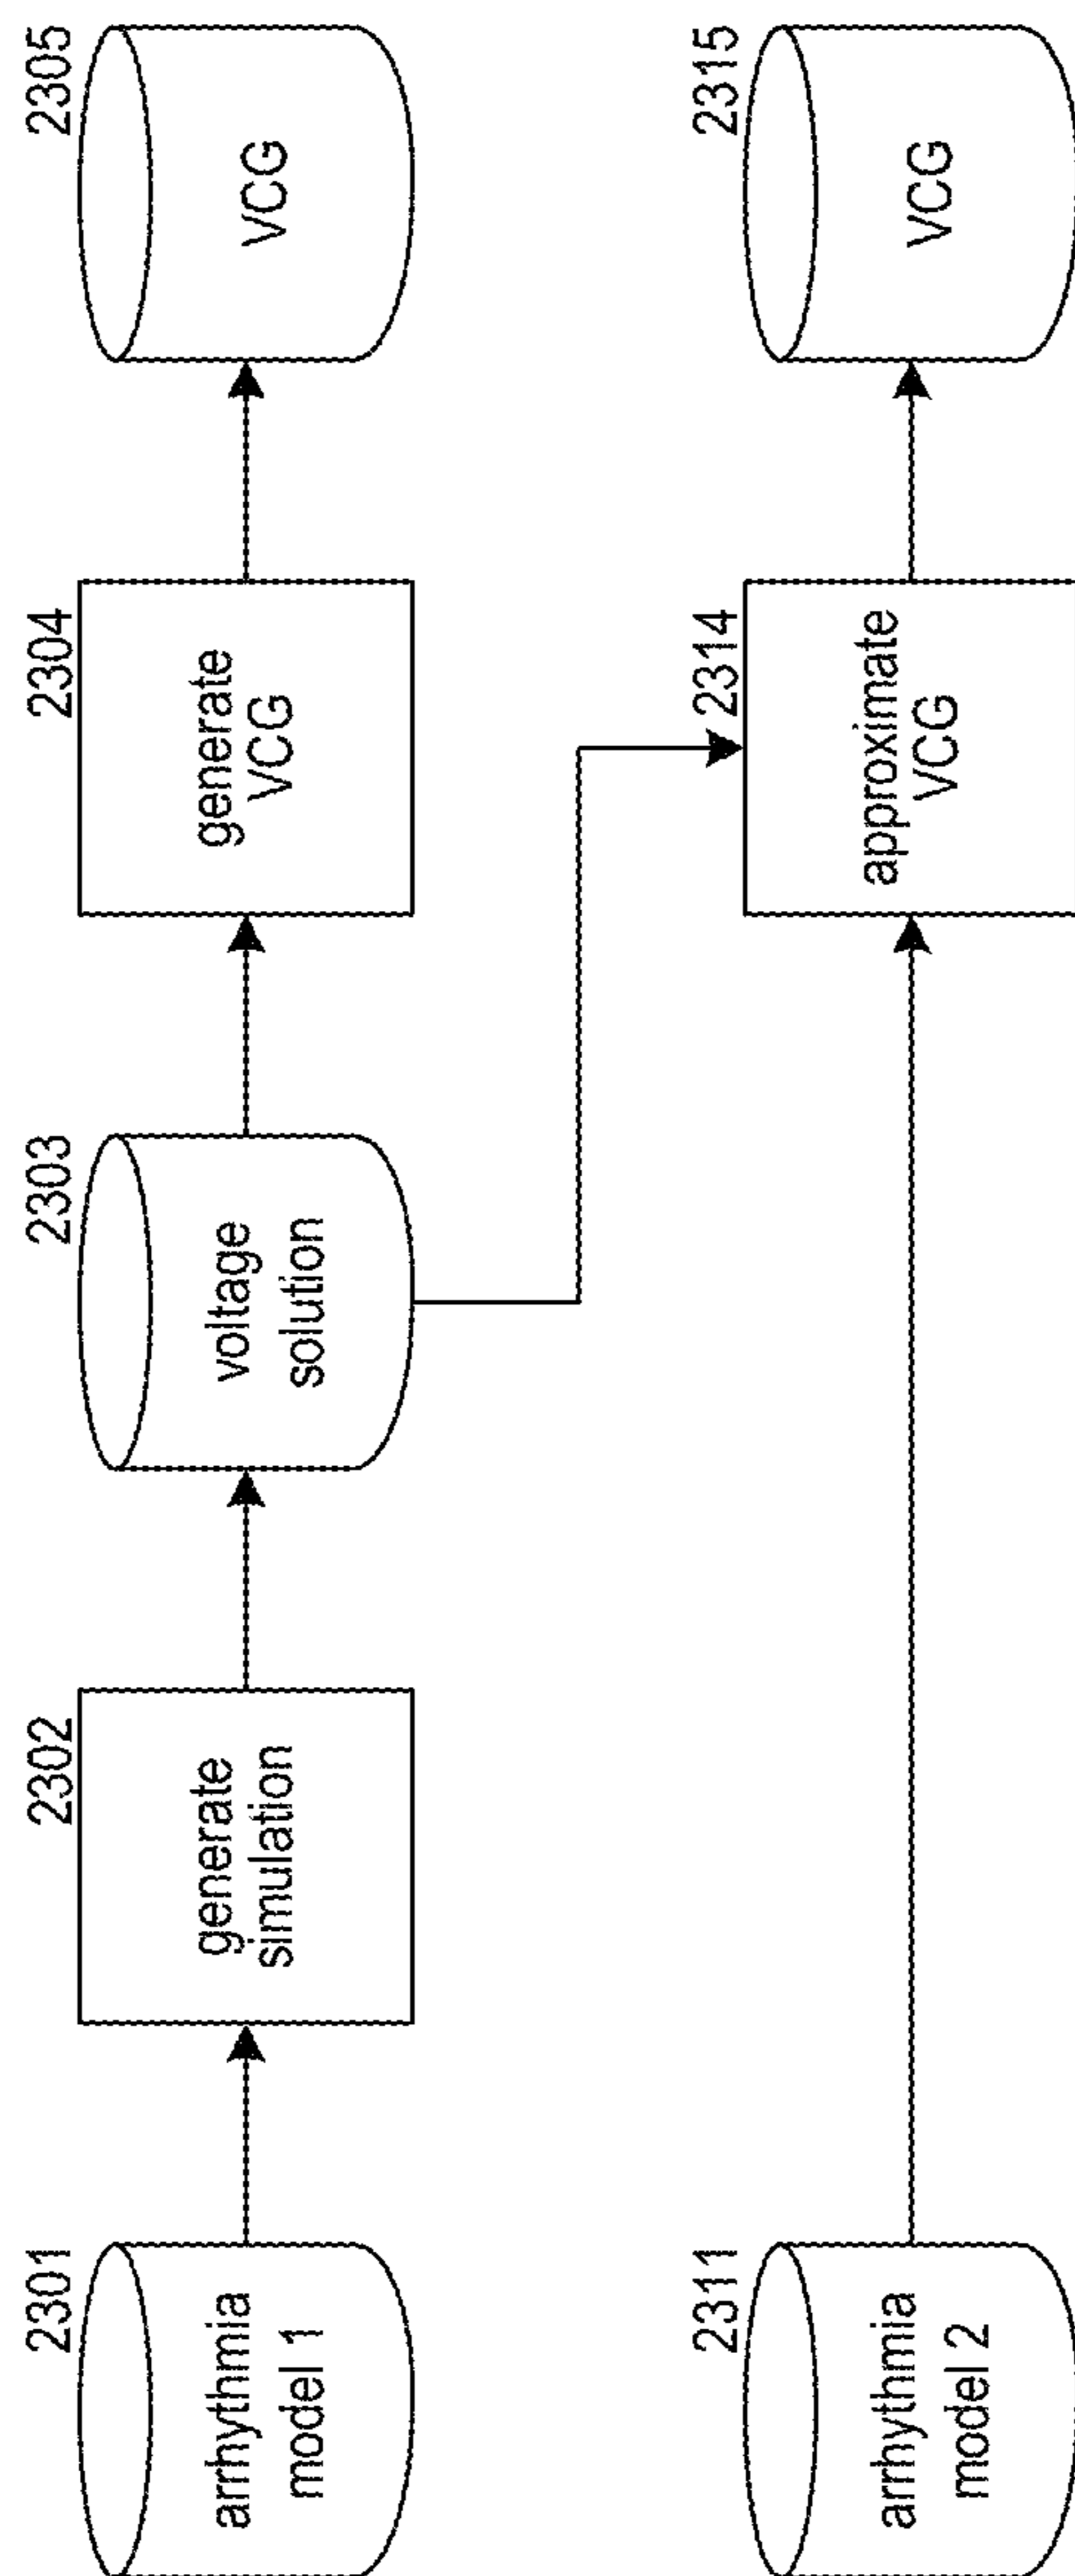 2301
arrhythmia
model 1
2302
generate
simulation
2303
voltage
solution
2304
generate
VCG
2305
VCG
2311
arrhythmia
model 2
2314
approximate
VCG
2315
VCG